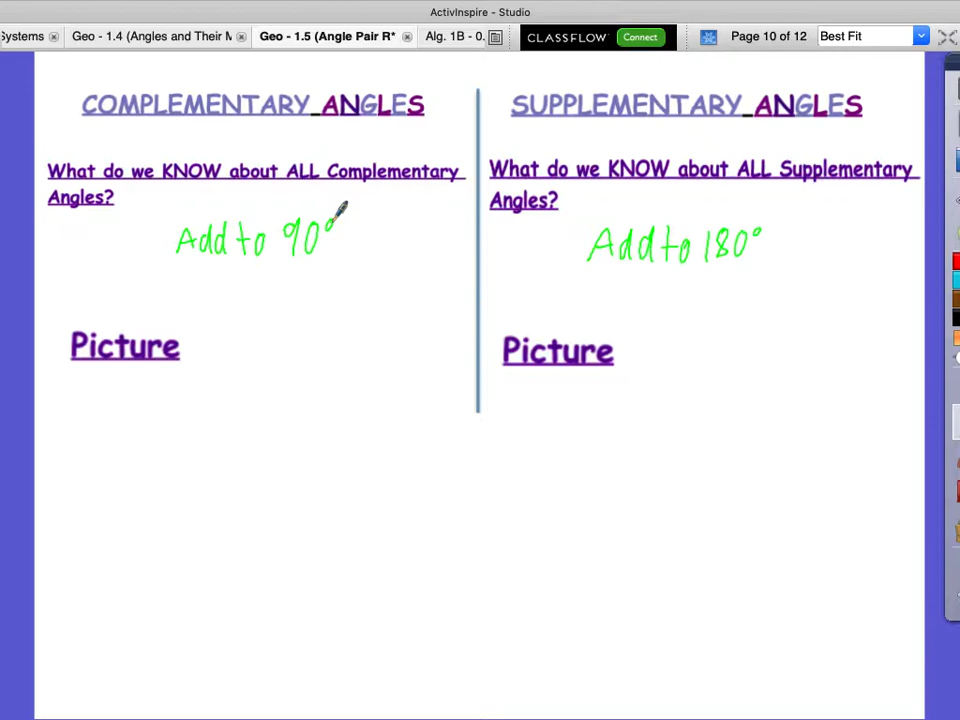 ActivInspire - Studio
Systems
Geo - 1.4 (Angles and Their M
Geo - 1.5 (Angle Pair R*
Alg. 1B - 0.
CLASSFLOW
Connect
Page 10 of 12
Best Fit
COMPLEMENTARY ANGLES
What do we KNOW about ALL Complementary
Angles?
Add to 90°
Picture
SUPPLEMENTARY ANGLES
What do we KNOW about ALL Supplementary
Angles?
Add to 180°
Picture